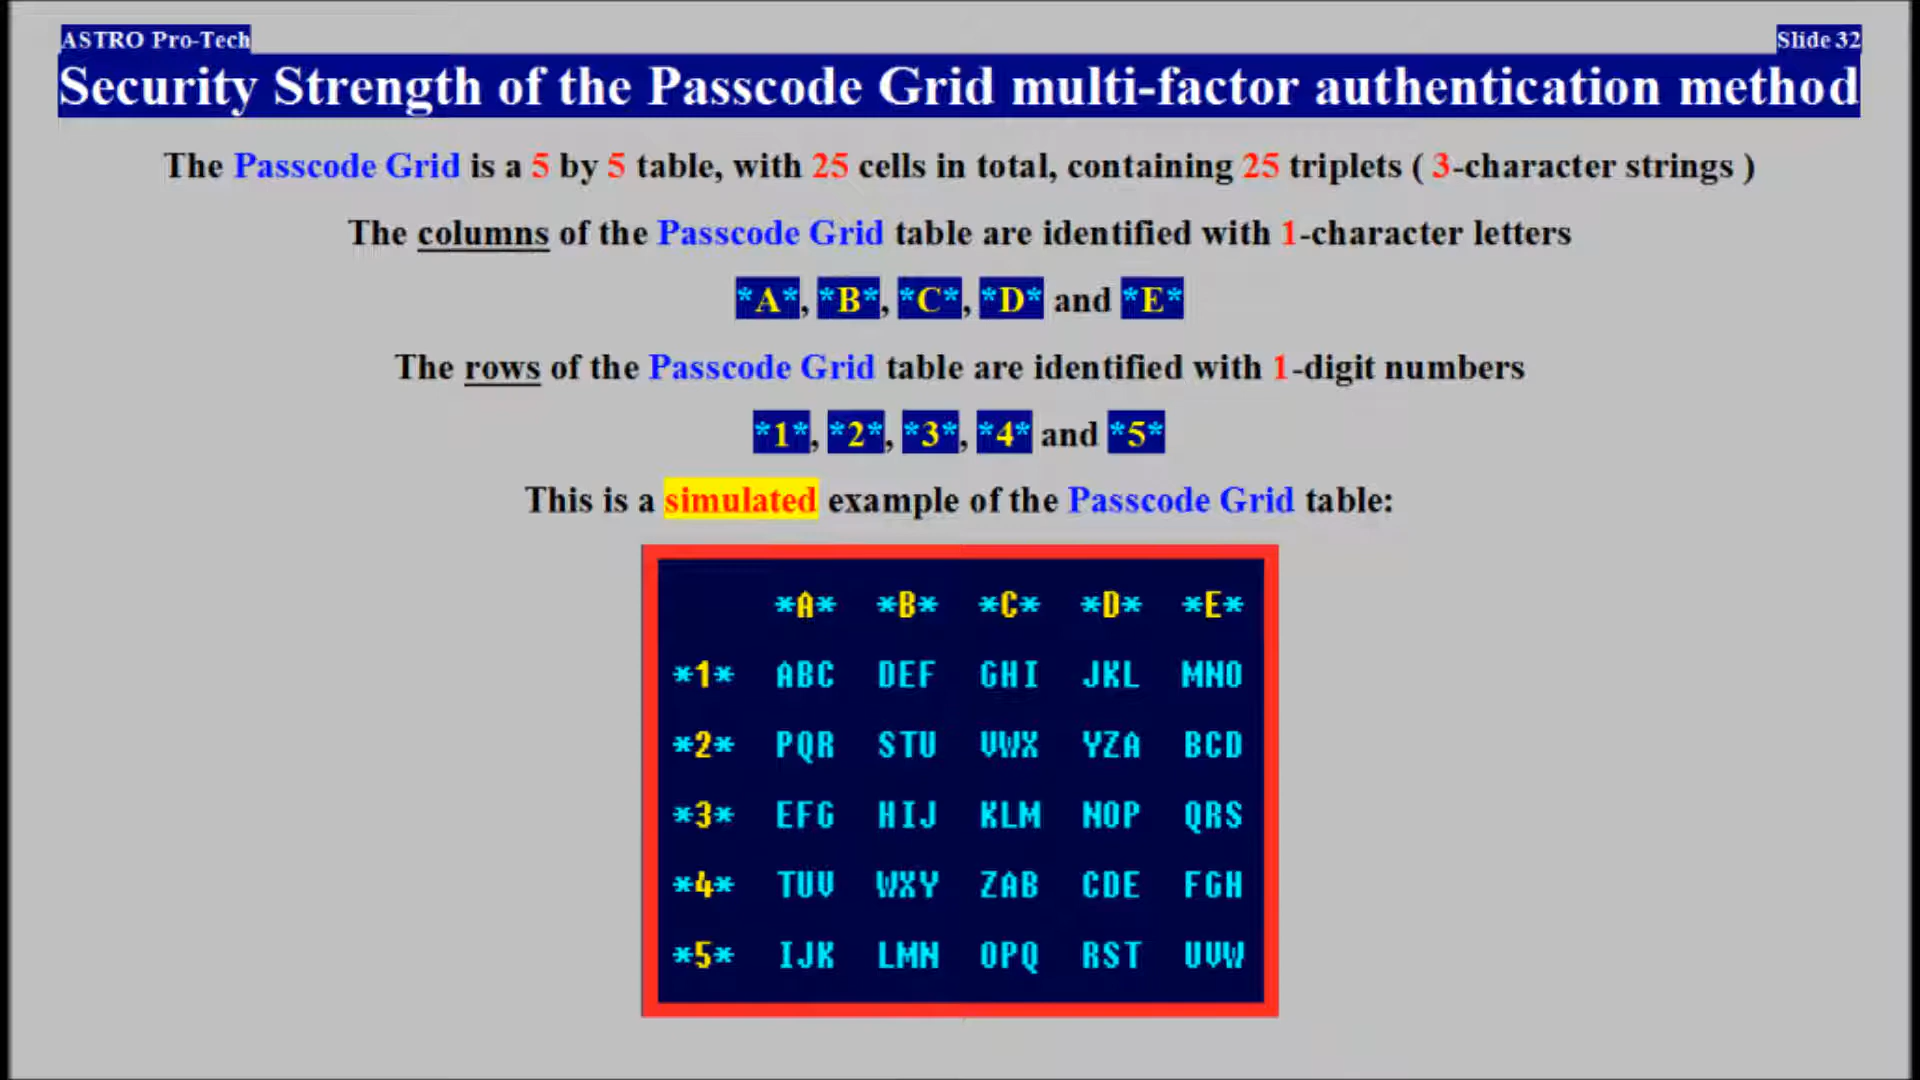 ASTRO Pro-Tech Slide 32
Security Strength of the Passcode Grid multi-factor authentication method
The Passcode Grid is a 5 by 5 table, with 25 cells in total, containing 25 triplets ( 3-character strings )
The columns of the Passcode Grid table are identified with 1-character letters
*A*, *B*, *C*, *D* and *E*
The rows of the Passcode Grid table are identified with 1-digit numbers
*1*, *2*, *3*, *4* and *5*
This is a simulated example of the Passcode Grid table:
*A* *B* *C* *D* *E*
*1* ABC DEF GHI JKL MNO
*2* PQR STU VWX YZA BCD
*3* EFG HIJ KLM NOP QRS
*4* TUV WXY ZAB CDE FGH
*5* IJK LMN OPQ RST UVW